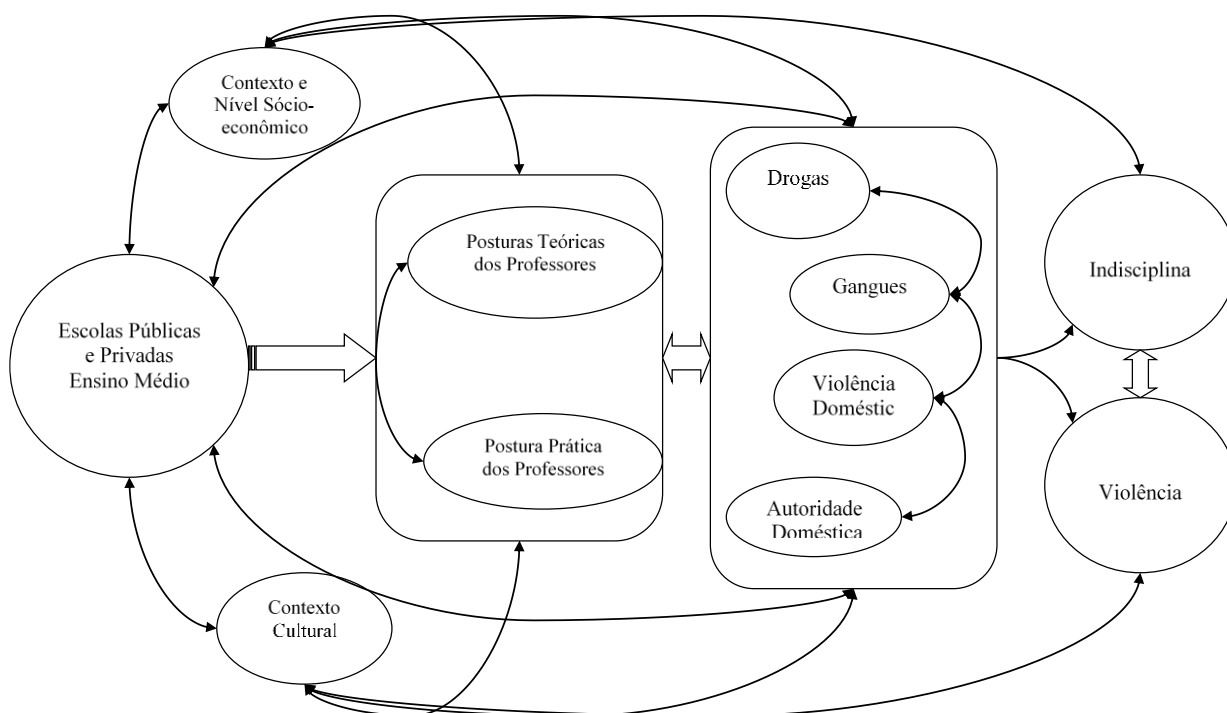 Contexto e
Nível Sócio-
econômico
Escolas Públicas
e Privadas
Ensino Médio
Contexto
Cultural
Posturas Teóricas
dos Professores
Postura Prática
dos Professores
Drogas
Gangues
Violência
Doméstic
Autoridade
Doméstica
Indisciplina
Violência